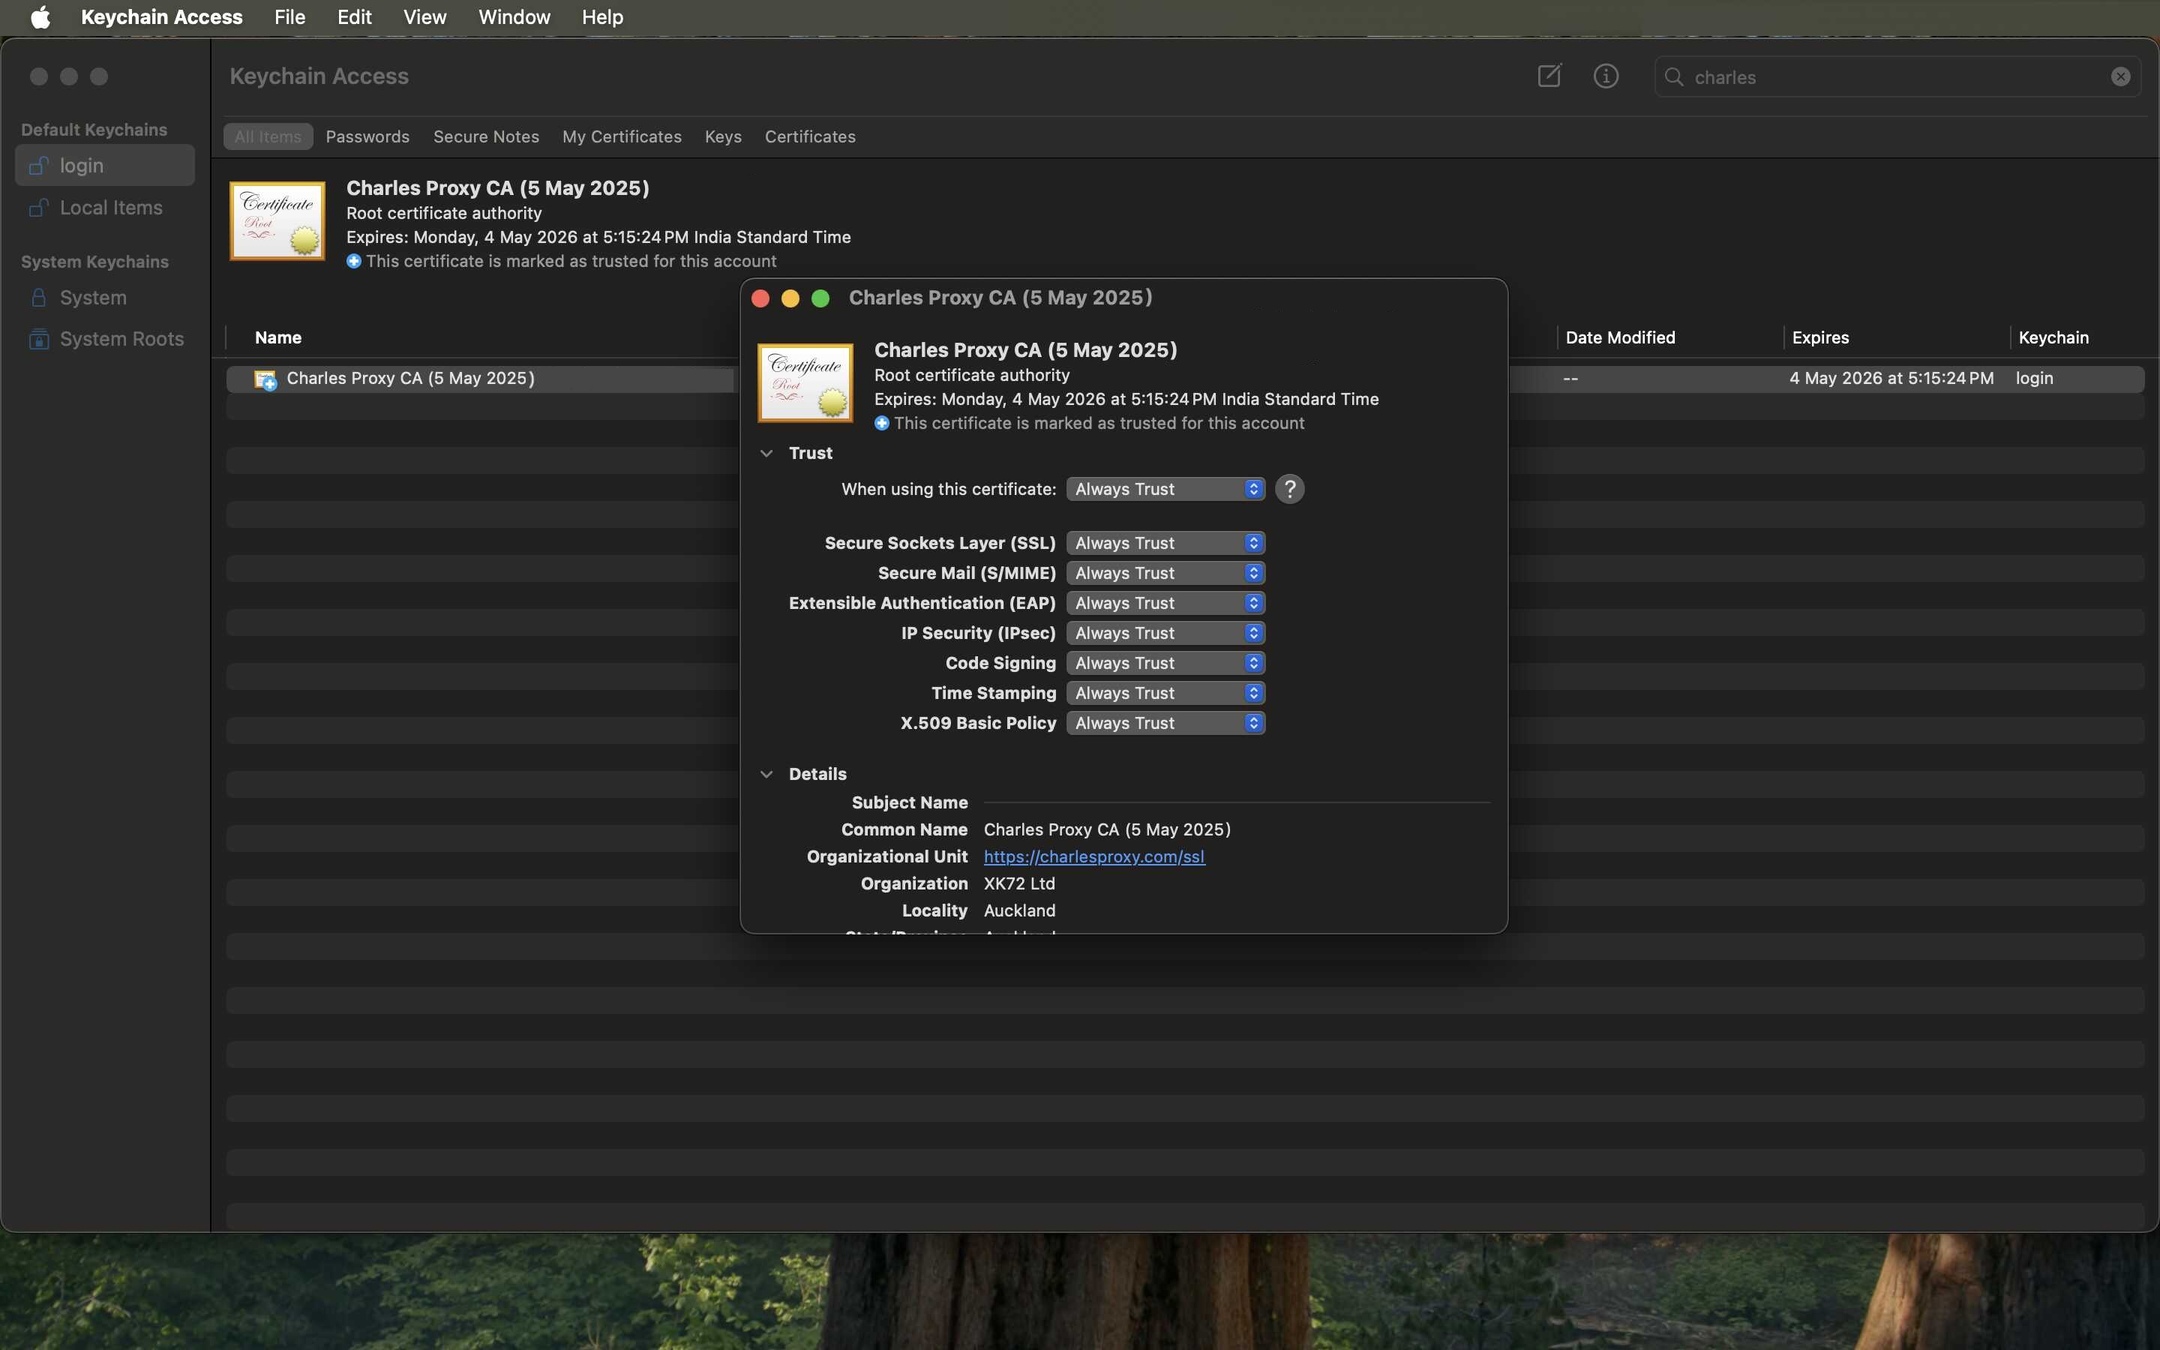 Keychain Access File Edit View Window Help
Keychain Access
charles
Default Keychains
login
Local Items
System Keychains
System
System Roots
All Items Passwords Secure Notes My Certificates Keys Certificates
Certificate
Root
Charles Proxy CA (5 May 2025)
Root certificate authority
Expires: Monday, 4 May 2026 at 5:15:24 PM India Standard Time
This certificate is marked as trusted for this account
Name Date Modified Expires Keychain
Charles Proxy CA (5 May 2025) -- 4 May 2026 at 5:15:24 PM login
Charles Proxy CA (5 May 2025)
Certificate
Root
Charles Proxy CA (5 May 2025)
Root certificate authority
Expires: Monday, 4 May 2026 at 5:15:24 PM India Standard Time
This certificate is marked as trusted for this account
Trust
When using this certificate: Always Trust ?
Secure Sockets Layer (SSL) Always Trust
Secure Mail (S/MIME) Always Trust
Extensible Authentication (EAP) Always Trust
IP Security (IPsec) Always Trust
Code Signing Always Trust
Time Stamping Always Trust
X.509 Basic Policy Always Trust
Details
Subject Name
Common Name Charles Proxy CA (5 May 2025)
Organizational Unit https://charlesproxy.com/ssl
Organization XK72 Ltd
Locality Auckland